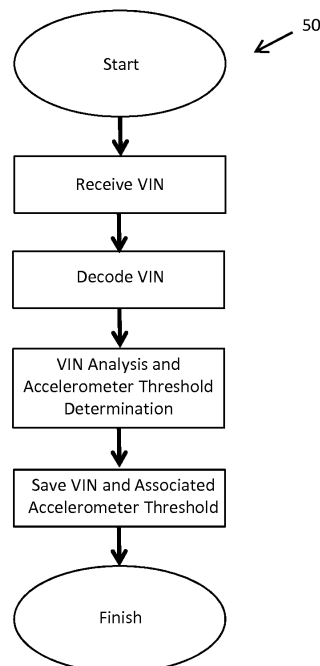 Start
50
Receive VIN
Decode VIN
VIN Analysis and
Accelerometer Threshold
Determination
Save VIN and Associated
Accelerometer Threshold
Finish